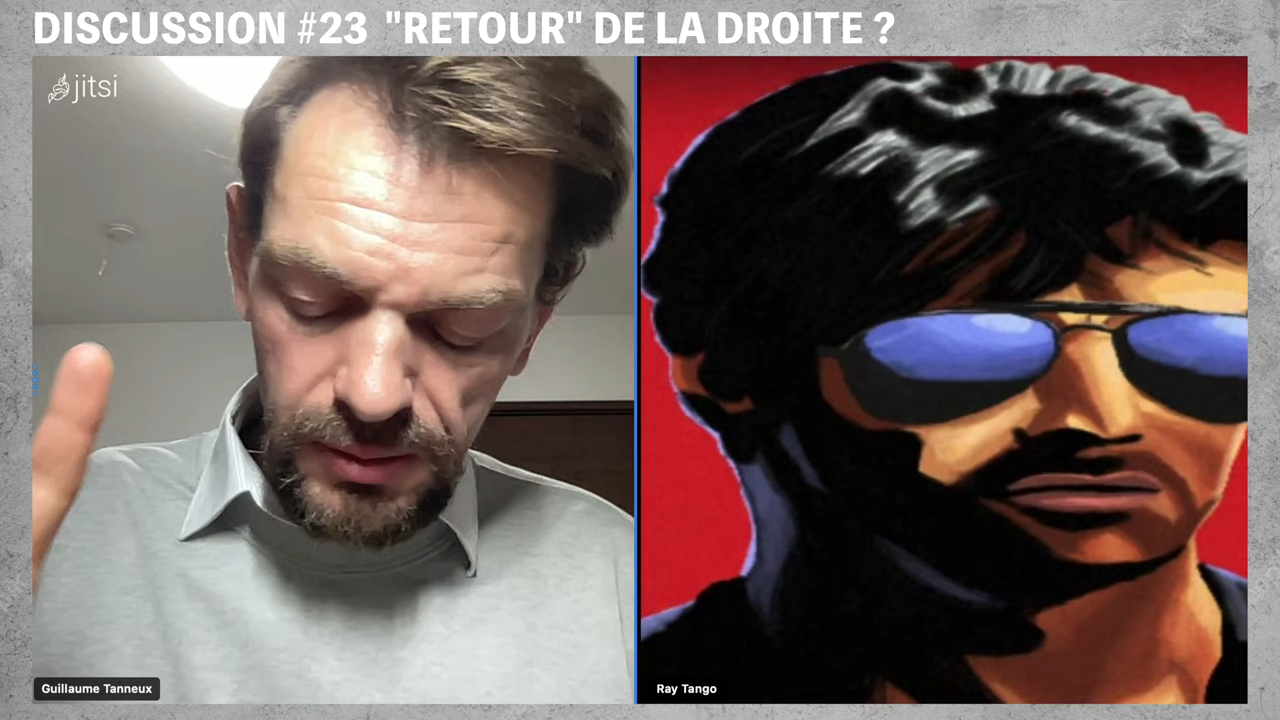 DISCUSSION #23 "RETOUR" DE LA DROITE ?
jitsi
Guillaume Tanneux
Ray Tango